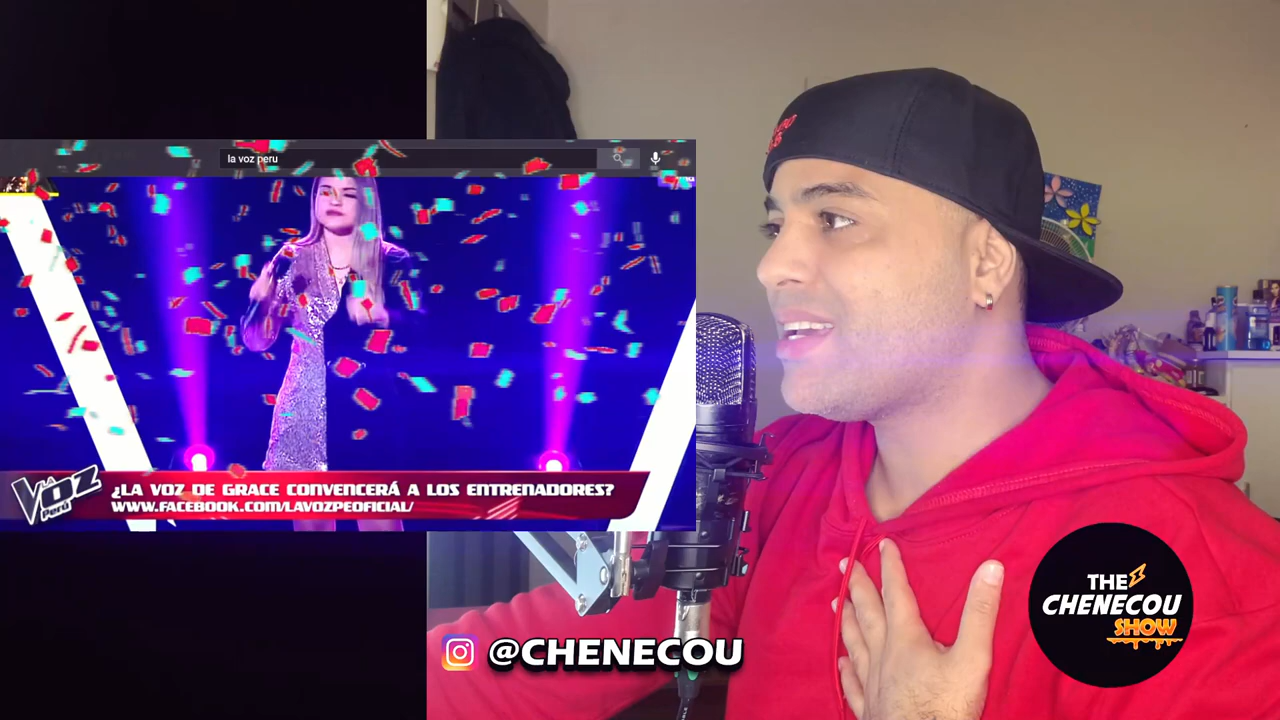 la voz peru
LA
VOZ
Perú
¿LA VOZ DE GRACE CONVENCERÁ A LOS ENTRENADORES?
WWW.FACEBOOK.COM/LAVOZPEOFICIAL/
@CHENECOU
THE
CHENECOU
SHOW